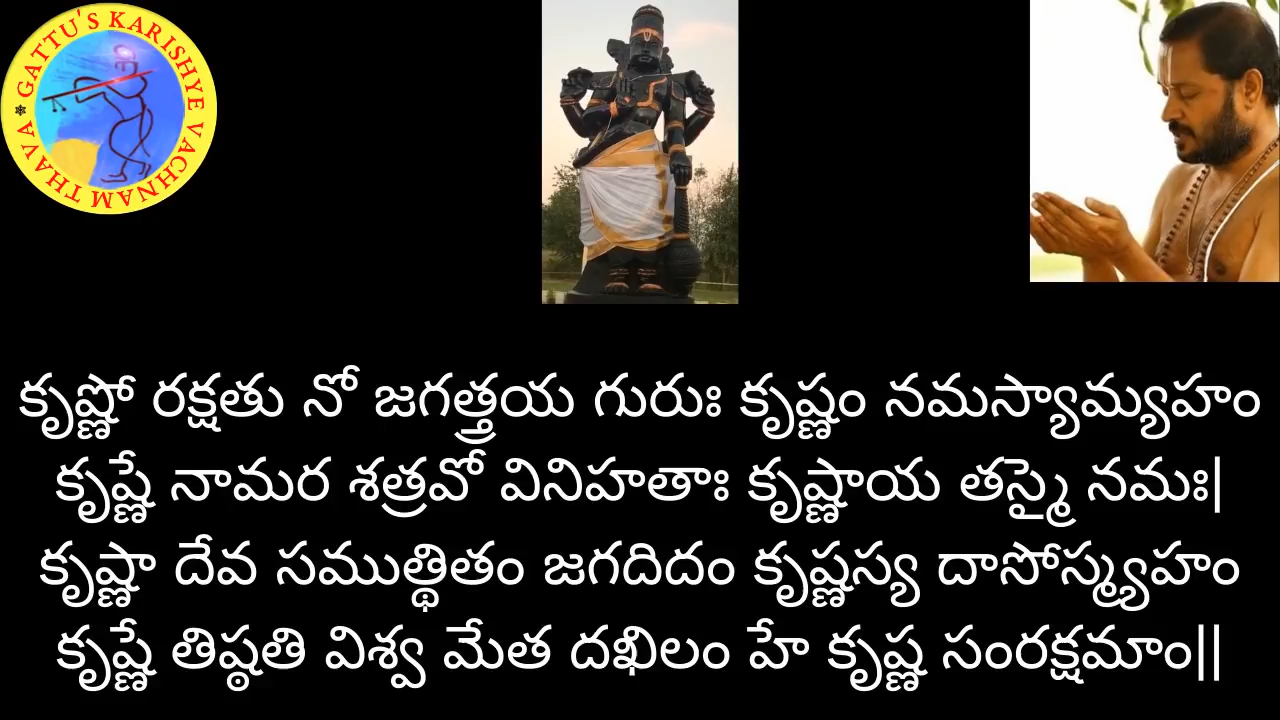 GATTU'S KARISHYE VACHNAM THAVA
కృష్ణో రక్షతు నో జగత్త్రయ గురుః కృష్ణం నమస్యామ్యహం
కృష్ణే నామర శత్రవో వినిహతాః కృష్ణాయ తస్మై నమః|
కృష్ణా దేవ సముత్థితం జగదిదం కృష్ణస్య దాసోస్మ్యహం
కృష్ణే తిష్ఠతి విశ్వ మేత దఖిలం హే కృష్ణ సంరక్షమాం||